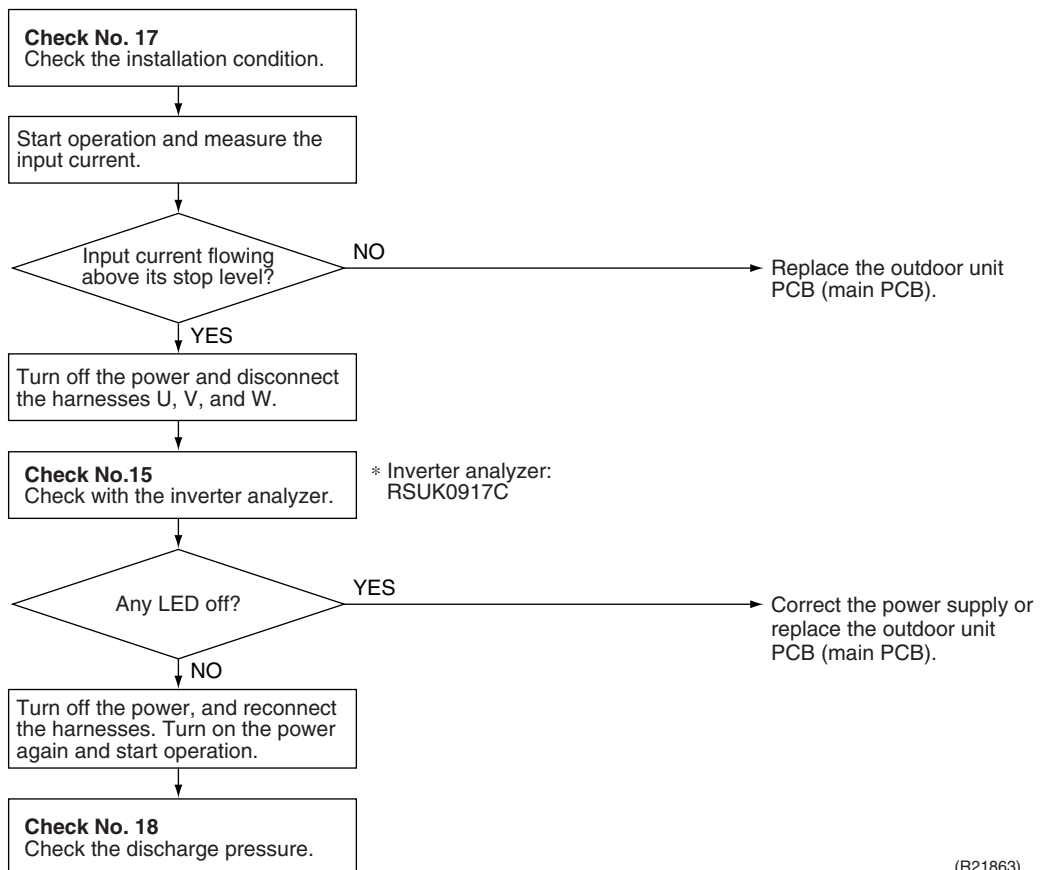 Check No. 17
Check the installation condition.
Start operation and measure the
input current.
Input current flowing
above its stop level?
NO
Replace the outdoor unit
PCB (main PCB).
YES
Turn off the power and disconnect
the harnesses U, V, and W.
Check No.15
Check with the inverter analyzer.
* Inverter analyzer:
RSUK0917C
Any LED off?
YES
Correct the power supply or
replace the outdoor unit
PCB (main PCB).
NO
Turn off the power, and reconnect
the harnesses. Turn on the power
again and start operation.
Check No. 18
Check the discharge pressure.
(R21863)